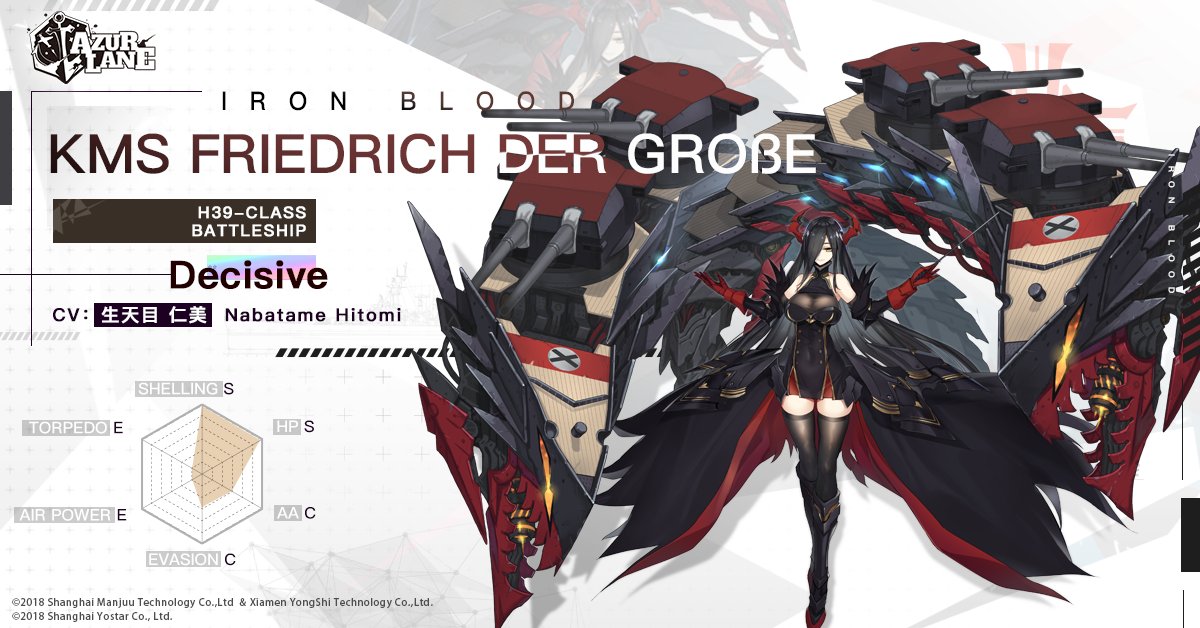 AZUR
LANE
IRON BLOOD
KMS FRIEDRICH DER GROßE
H39-CLASS
BATTLESHIP
Decisive
CV: 生天目 仁美 Nabatame Hitomi
SHELLING S
TORPEDO E
HP S
AIR POWER E
AA C
EVASION C
IRON BLOOD
©2018 Shanghai Manjuu Technology Co.,Ltd & Xiamen YongShi Technology Co.,Ltd.
©2018 Shanghai Yostar Co., Ltd.